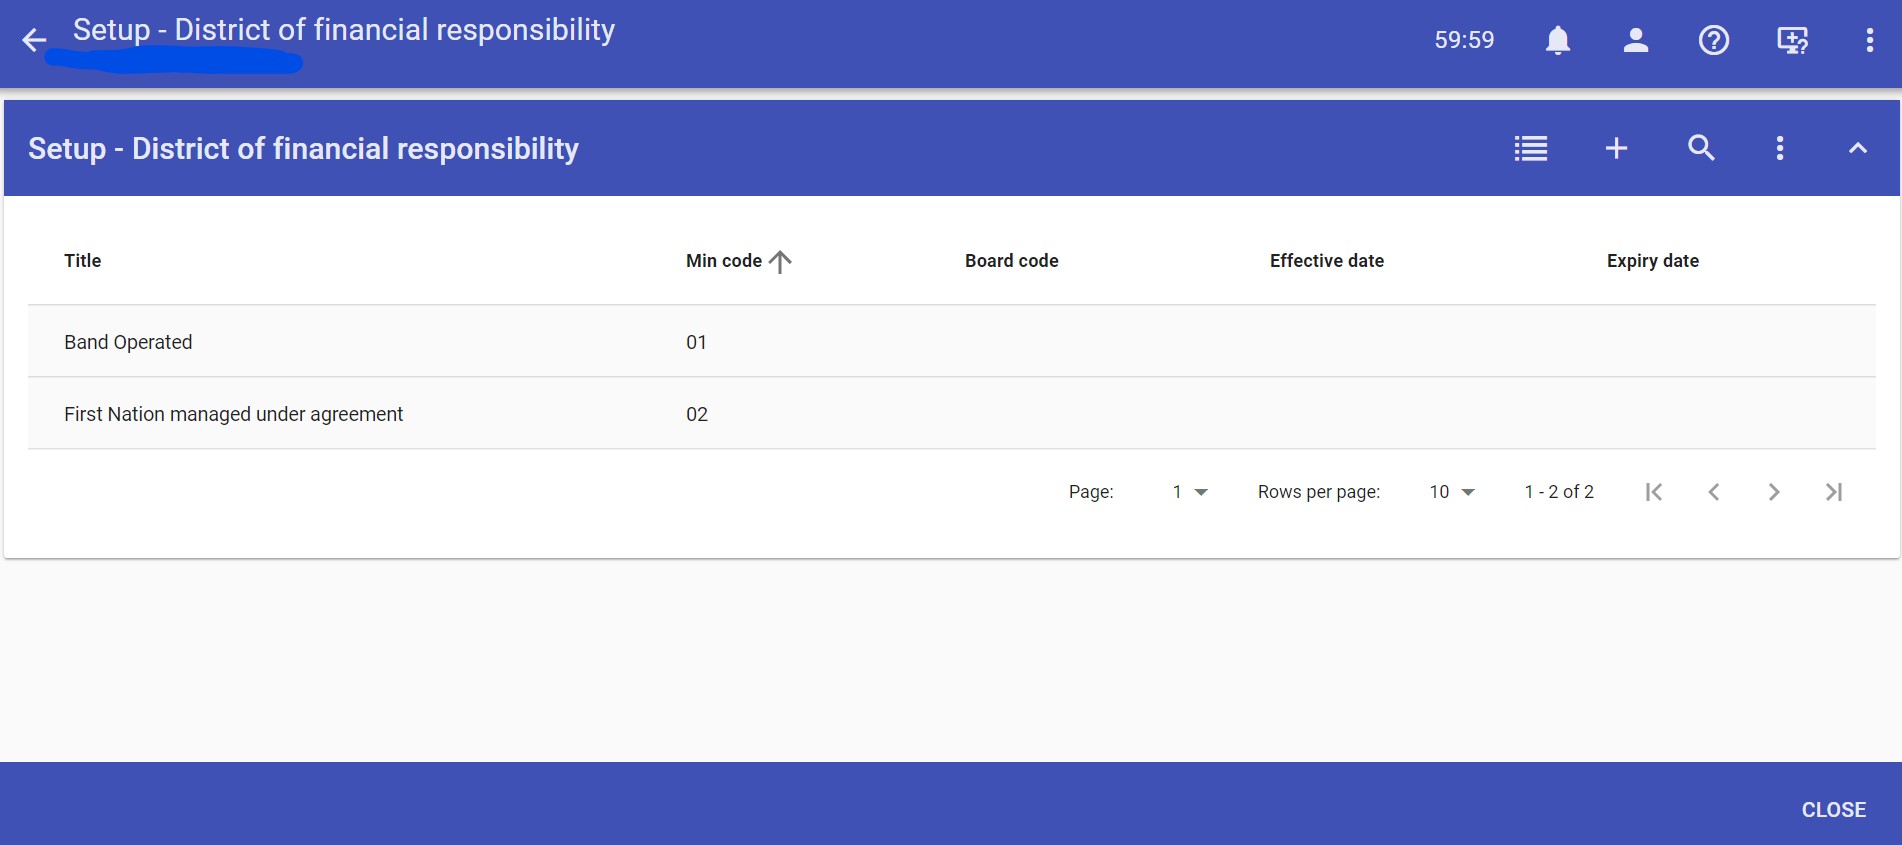 Setup - District of financial responsibility
59:59
Setup - District of financial responsibility
Title Min code Board code Effective date Expiry date
Band Operated 01
First Nation managed under agreement 02
Page: 1 Rows per page: 10 1 - 2 of 2
CLOSE